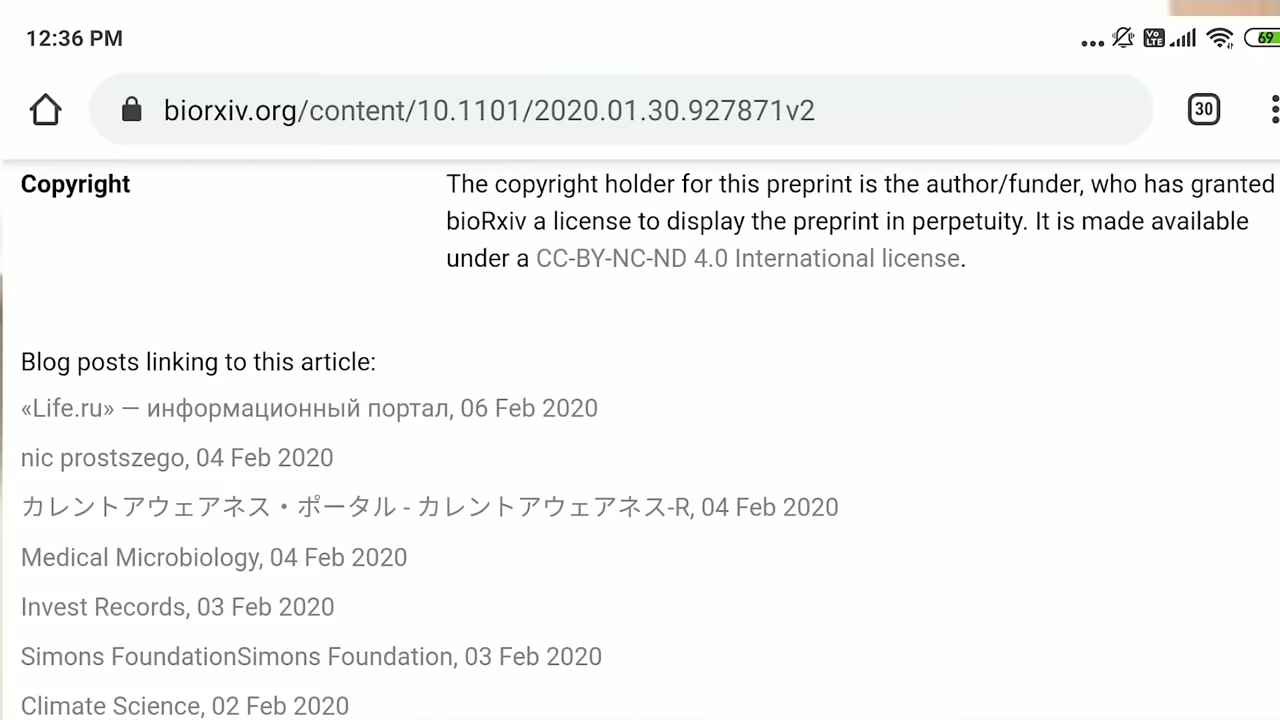 12:36 PM
VoLTE
69
biorxiv.org/content/10.1101/2020.01.30.927871v2
30
Copyright
The copyright holder for this preprint is the author/funder, who has granted
bioRxiv a license to display the preprint in perpetuity. It is made available
under a CC-BY-NC-ND 4.0 International license.
Blog posts linking to this article:
«Life.ru» — информационный портал, 06 Feb 2020
nic prostszego, 04 Feb 2020
カレントアウェアネス・ポータル - カレントアウェアネス-R, 04 Feb 2020
Medical Microbiology, 04 Feb 2020
Invest Records, 03 Feb 2020
Simons FoundationSimons Foundation, 03 Feb 2020
Climate Science, 02 Feb 2020